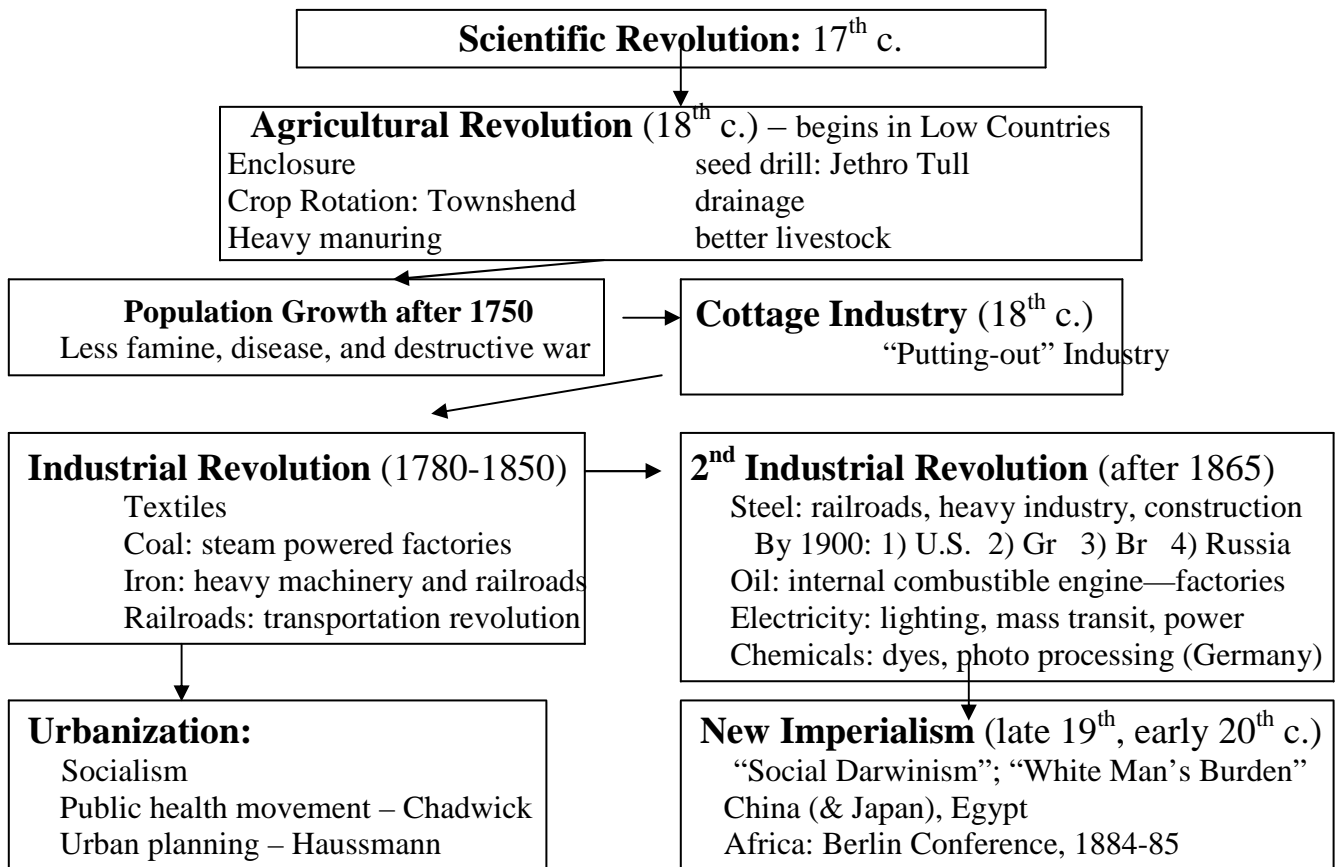 Scientific Revolution: 17th c.
Agricultural Revolution (18th c.) – begins in Low Countries
Enclosure seed drill: Jethro Tull
Crop Rotation: Townshend drainage
Heavy manuring better livestock
Population Growth after 1750
Less famine, disease, and destructive war
Cottage Industry (18th c.)
“Putting-out” Industry
Industrial Revolution (1780-1850)
Textiles
Coal: steam powered factories
Iron: heavy machinery and railroads
Railroads: transportation revolution
2nd Industrial Revolution (after 1865)
Steel: railroads, heavy industry, construction
By 1900: 1) U.S. 2) Gr 3) Br 4) Russia
Oil: internal combustible engine—factories
Electricity: lighting, mass transit, power
Chemicals: dyes, photo processing (Germany)
Urbanization:
Socialism
Public health movement – Chadwick
Urban planning – Haussmann
New Imperialism (late 19th, early 20th c.)
“Social Darwinism”; “White Man’s Burden”
China (& Japan), Egypt
Africa: Berlin Conference, 1884-85